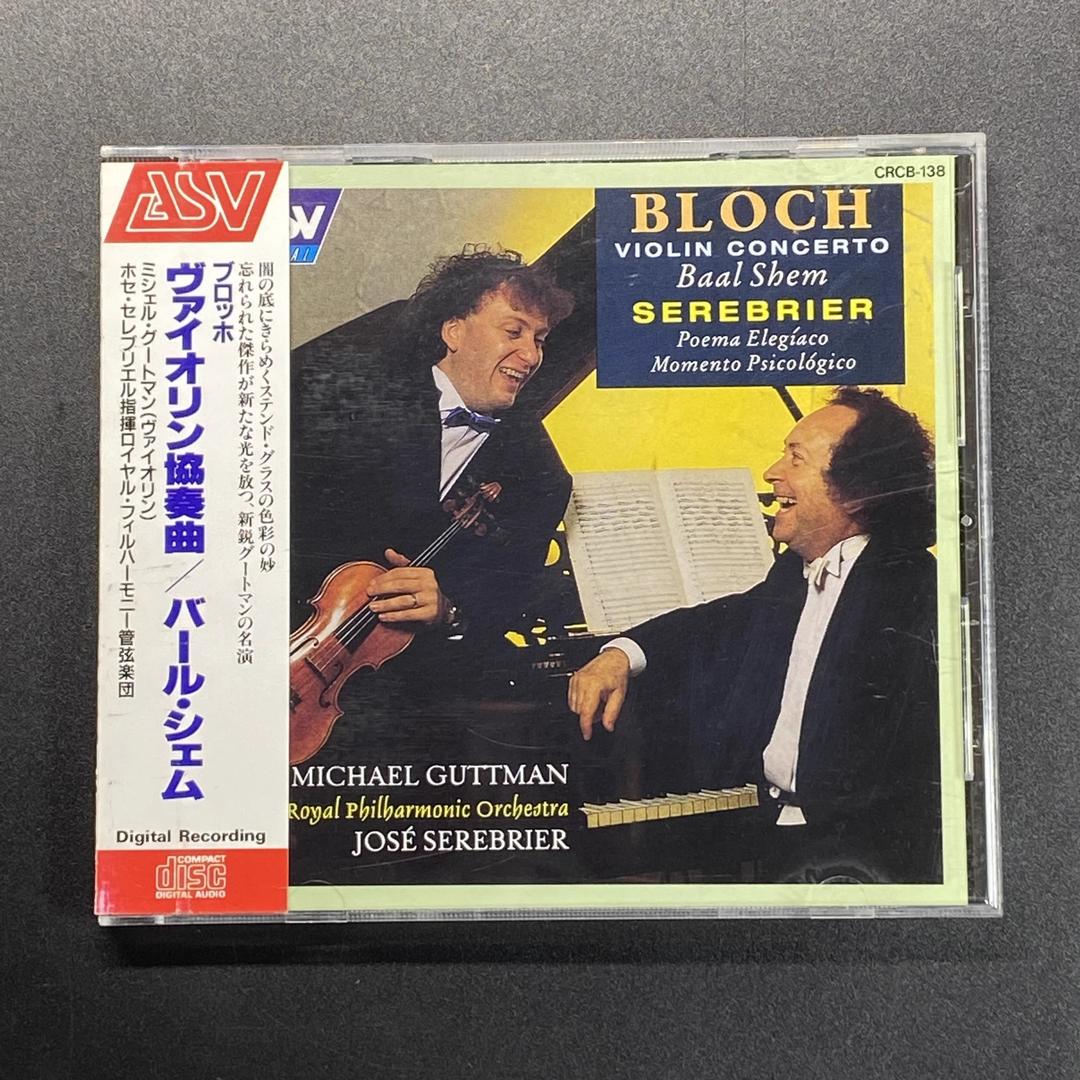 ASV
闇の底にきらめくステンド・グラスの色彩の妙
忘れられた傑作が新たな光を放つ、新鋭グートマンの名演
ブロッホ
ヴァイオリン協奏曲／バール・シェム
ミシェル・グートマン(ヴァイオリン)
ホセ・セレブリエル指揮ロイヤル・フィルハーモニー管弦楽団
Digital Recording
COMPACT
disc
DIGITAL AUDIO
CRCB-138
BLOCH
VIOLIN CONCERTO
Baal Shem
SEREBRIER
Poema Elegíaco
Momento Psicológico
MICHAEL GUTTMAN
Royal Philharmonic Orchestra
JOSÉ SEREBRIER